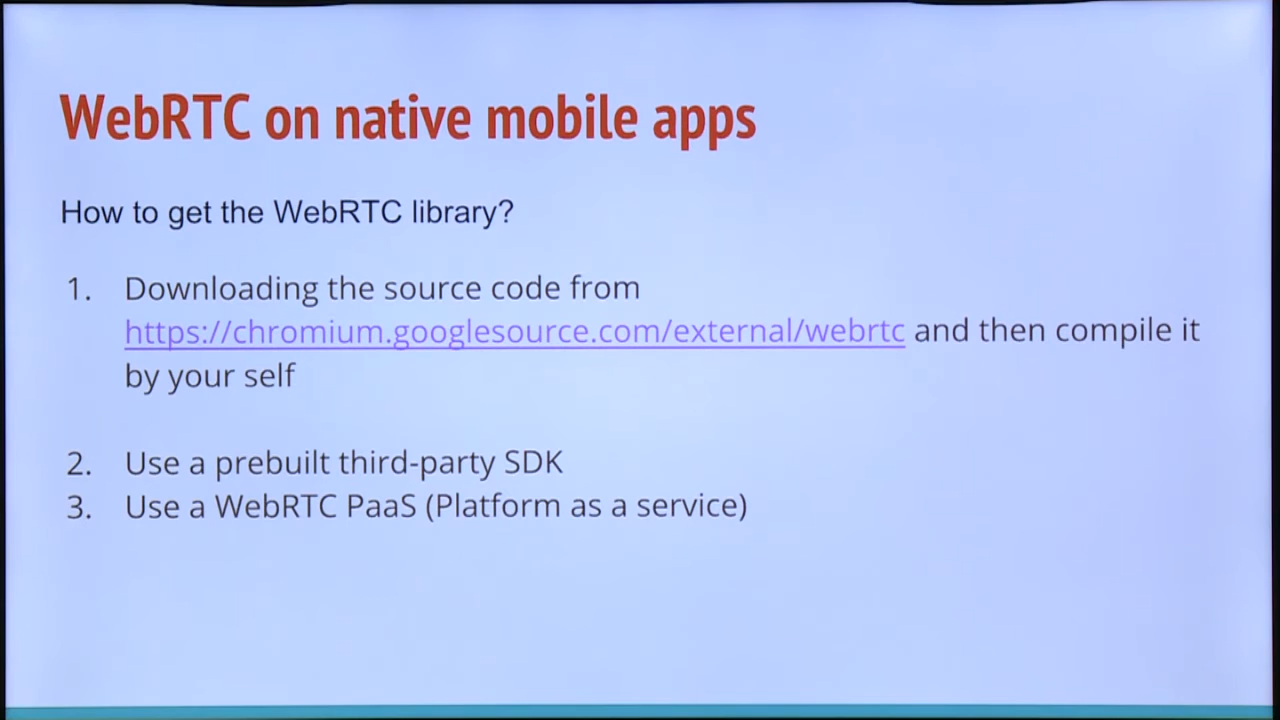 WebRTC on native mobile apps
How to get the WebRTC library?
1. Downloading the source code from
https://chromium.googlesource.com/external/webrtc and then compile it
by your self
2. Use a prebuilt third-party SDK
3. Use a WebRTC PaaS (Platform as a service)